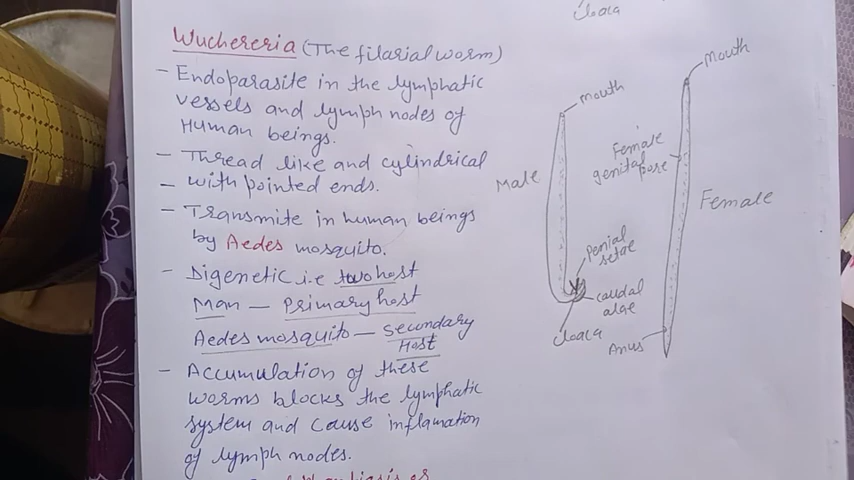 Cloaca
Wuchereria (The filarial worm)
- Endoparasite in the lymphatic
vessels and lymph nodes of
Human beings.
- Thread like and cylindrical
- with pointed ends.
- Transmite in human beings
by Aedes mosquito.
- Digenetic i.e two host
Man — Primary host
Aedes mosquito — Secondary
Host
- Accumulation of these
worms blocks the lymphatic
system and cause inflamation
of lymph nodes.
Mouth
Male
Penial
setae
caudal
alae
Cloaca
Mouth
Female
genital pore
Female
Anus